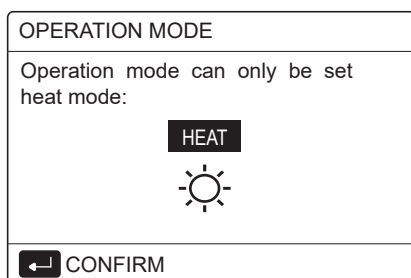 OPERATION MODE
Operation mode can only be set
heat mode:
HEAT
CONFIRM